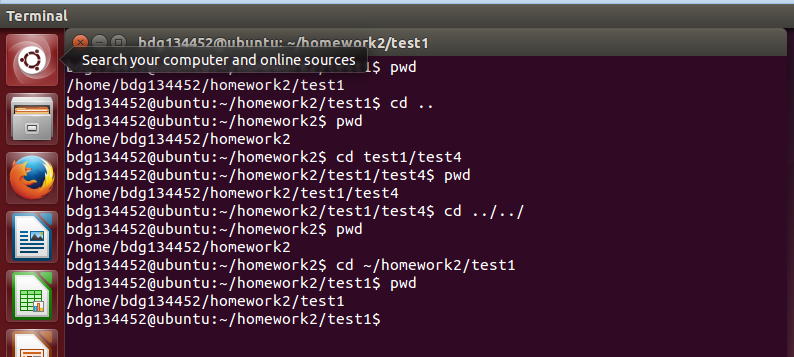 Terminal
bdg134452@ubuntu: ~/homework2/test1
Search your computer and online sources
$ pwd
/home/bdg134452/homework2/test1
bdg134452@ubuntu:~/homework2/test1$ cd ..
bdg134452@ubuntu:~/homework2$ pwd
/home/bdg134452/homework2
bdg134452@ubuntu:~/homework2$ cd test1/test4
bdg134452@ubuntu:~/homework2/test1/test4$ pwd
/home/bdg134452/homework2/test1/test4
bdg134452@ubuntu:~/homework2/test1/test4$ cd ../../
bdg134452@ubuntu:~/homework2$ pwd
/home/bdg134452/homework2
bdg134452@ubuntu:~/homework2$ cd ~/homework2/test1
bdg134452@ubuntu:~/homework2/test1$ pwd
/home/bdg134452/homework2/test1
bdg134452@ubuntu:~/homework2/test1$